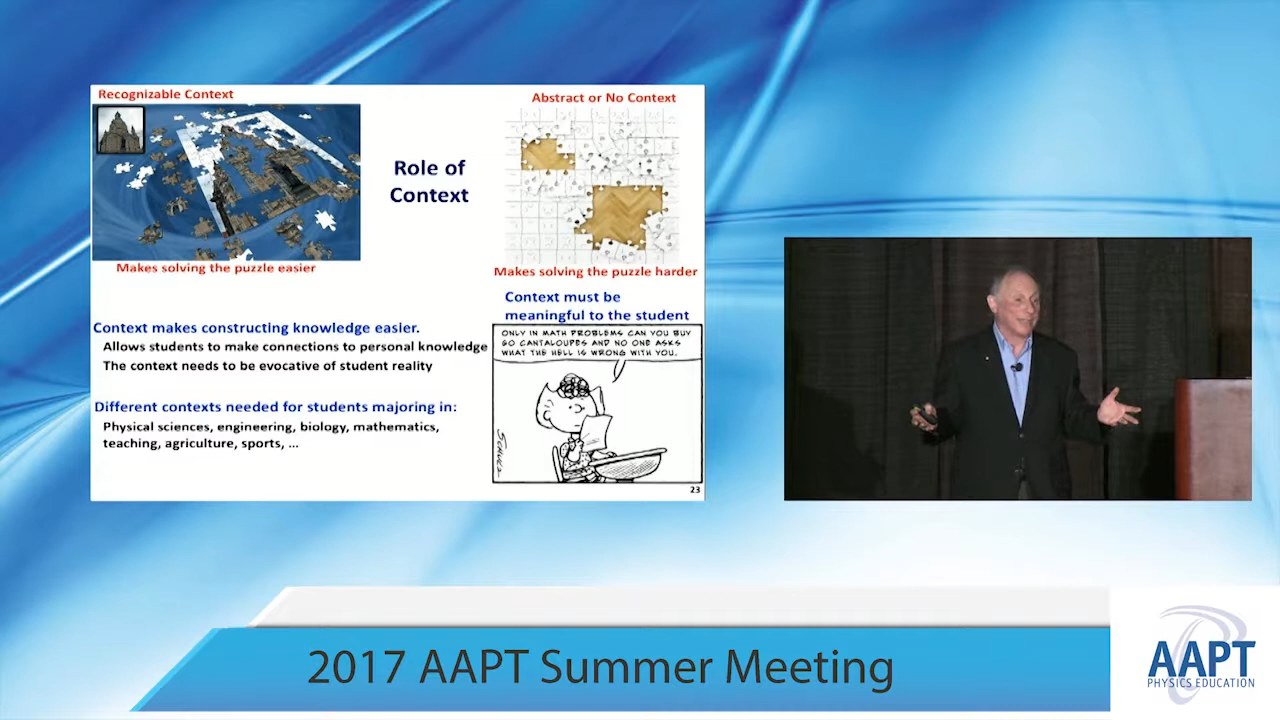 Recognizable Context
Abstract or No Context
Role of
Context
Makes solving the puzzle easier
Makes solving the puzzle harder
Context must be
meaningful to the student
Context makes constructing knowledge easier.
Allows students to make connections to personal knowledge
The context needs to be evocative of student reality
Different contexts needed for students majoring in:
Physical sciences, engineering, biology, mathematics,
teaching, agriculture, sports, ...
ONLY IN MATH PROBLEMS CAN YOU BUY
60 CANTALOUPES AND NO ONE ASKS
WHAT THE HELL IS WRONG WITH YOU.
SCHULZ
23
2017 AAPT Summer Meeting
AAPT
PHYSICS EDUCATION